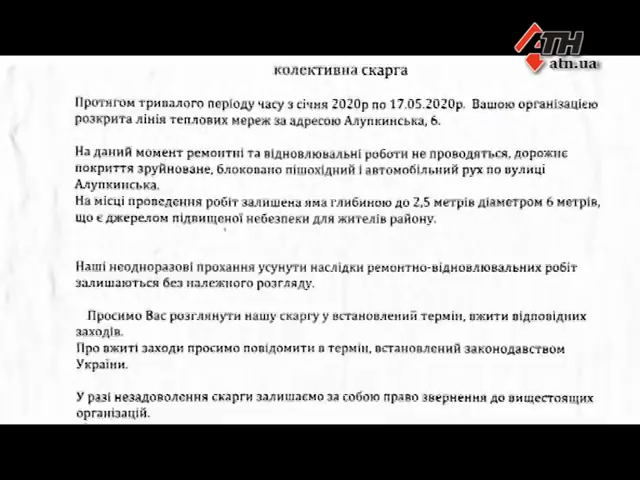 АТН
atn.ua
колективна скарга
Протягом тривалого періоду часу з січня 2020р по 17.05.2020р. Вашою організацією
розкрита лінія теплових мереж за адресою Алупкинська, 6.
На даний момент ремонтні та відновлювальні роботи не проводяться, дорожнє
покриття зруйноване, блоковано пішохідний і автомобільний рух по вулиці
Алупкинська.
На місці проведення робіт залишена яма глибиною до 2,5 метрів діаметром 6 метрів,
що є джерелом підвищеної небезпеки для жителів району.
Наші неодноразові прохання усунути наслідки ремонтно-відновлювальних робіт
залишаються без належного розгляду.
Просимо Вас розглянути нашу скаргу у встановлений термін, вжити відповідних
заходів.
Про вжиті заходи просимо повідомити в термін, встановлений законодавством
України.
У разі незадоволення скарги залишаємо за собою право звернення до вищестоящих
організацій.